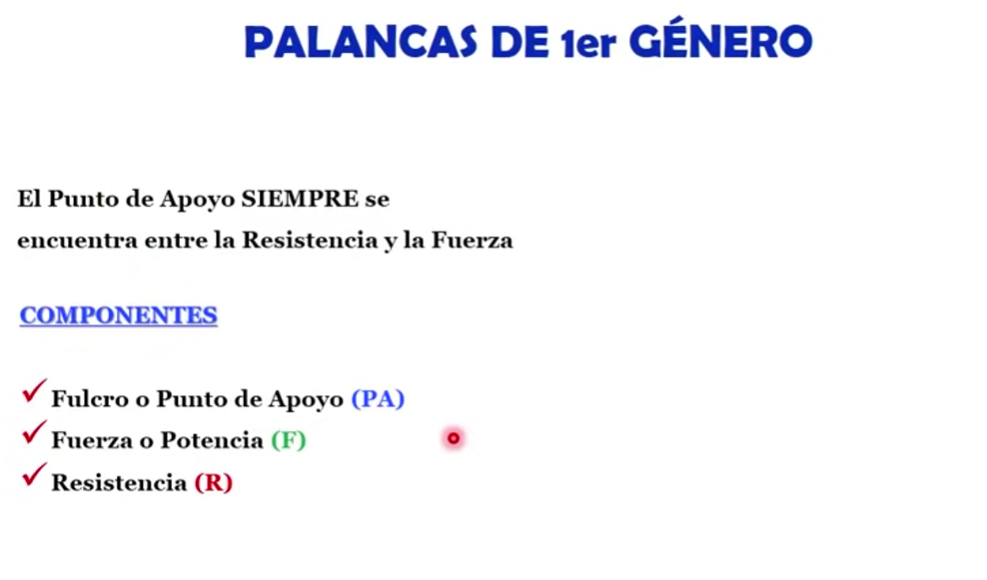 PALANCAS DE 1er GÉNERO
El Punto de Apoyo SIEMPRE se
encuentra entre la Resistencia y la Fuerza
COMPONENTES
Fulcro o Punto de Apoyo (PA)
Fuerza o Potencia (F)
Resistencia (R)